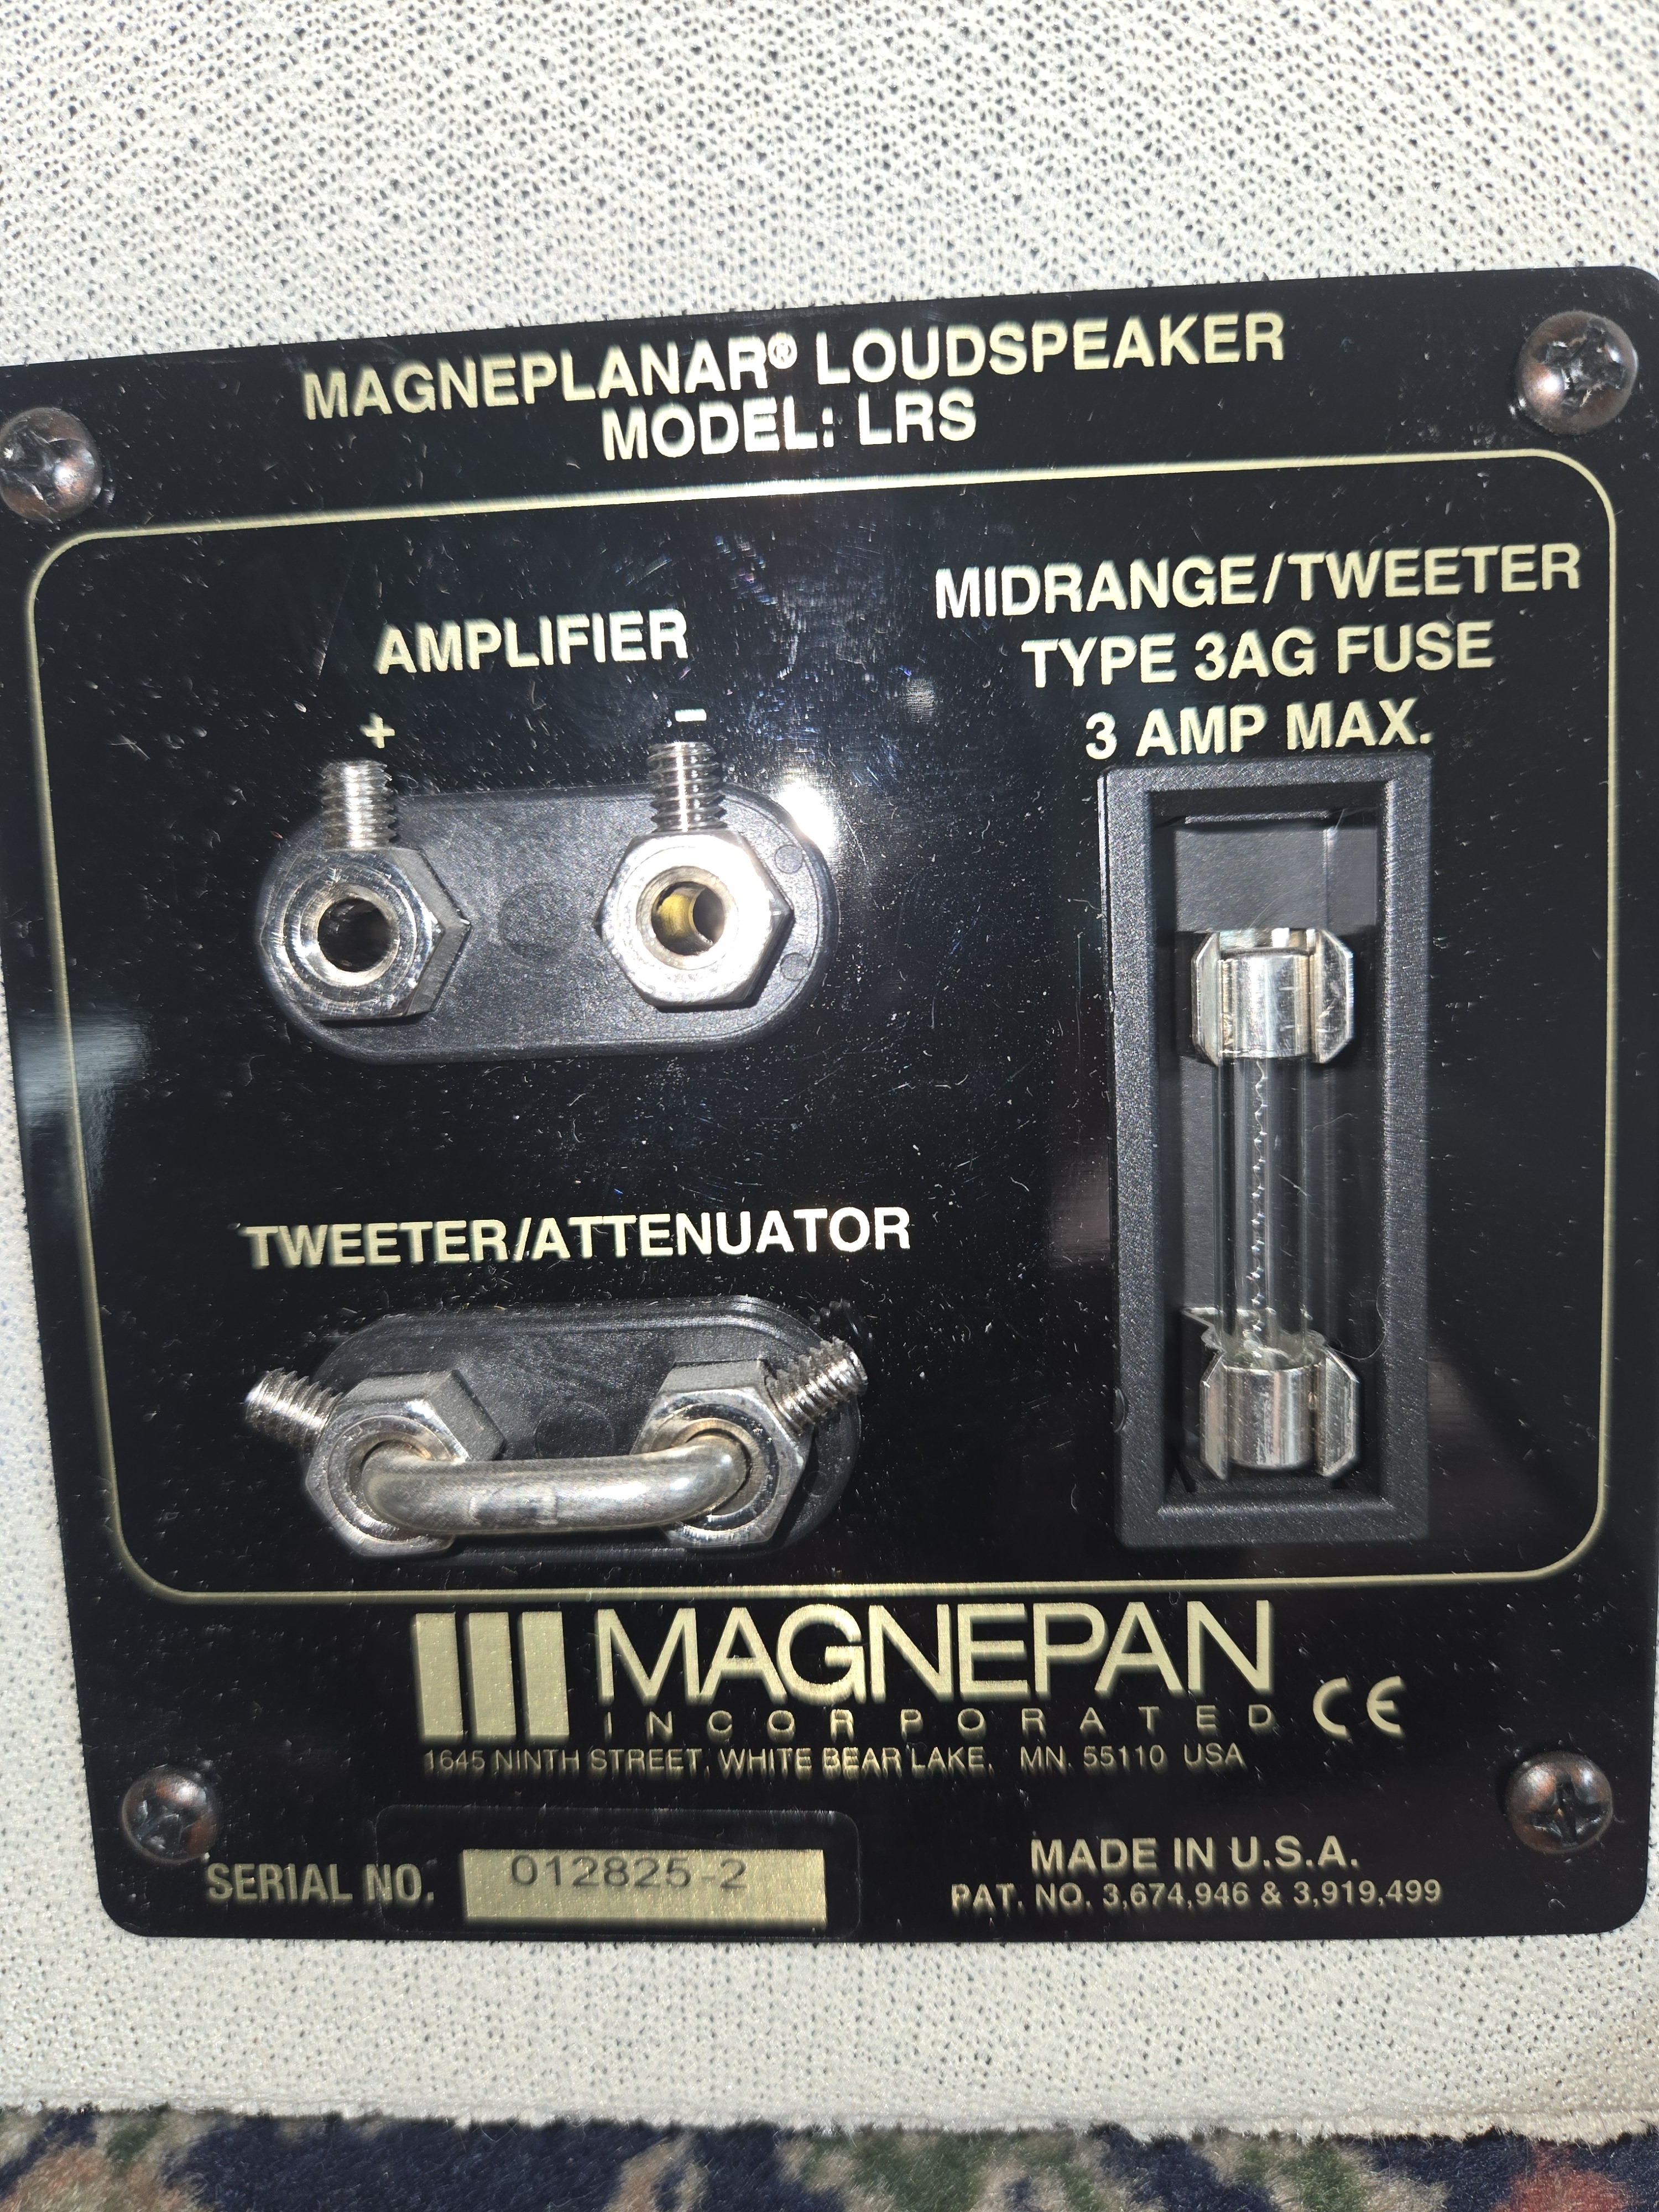 MAGNEPLANAR® LOUDSPEAKER
MODEL: LRS
AMPLIFIER
+ -
MIDRANGE/TWEETER
TYPE 3AG FUSE
3 AMP MAX.
TWEETER/ATTENUATOR
MAGNEPAN
INCORPORATED CE
1645 NINTH STREET, WHITE BEAR LAKE, MN. 55110 USA
SERIAL NO. 012825-2
MADE IN U.S.A.
PAT. NO. 3,674,946 & 3,919,499